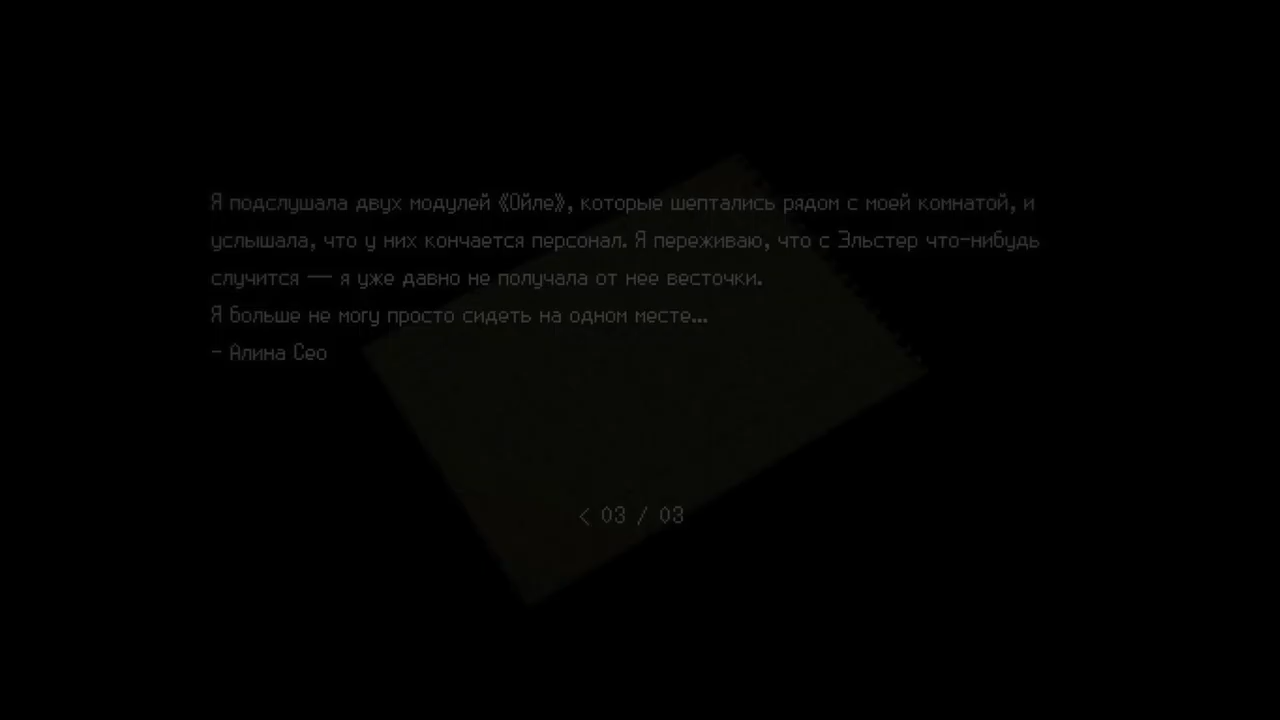 Я подслушала двух модулей 《Ойле》, которые шептались рядом с моей комнатой, и
услышала, что у них кончается персонал. Я переживаю, что с Эльстер что-нибудь
случится — я уже давно не получала от нее весточки.
Я больше не могу просто сидеть на одном месте...
- Алина Сео
< 03 / 03